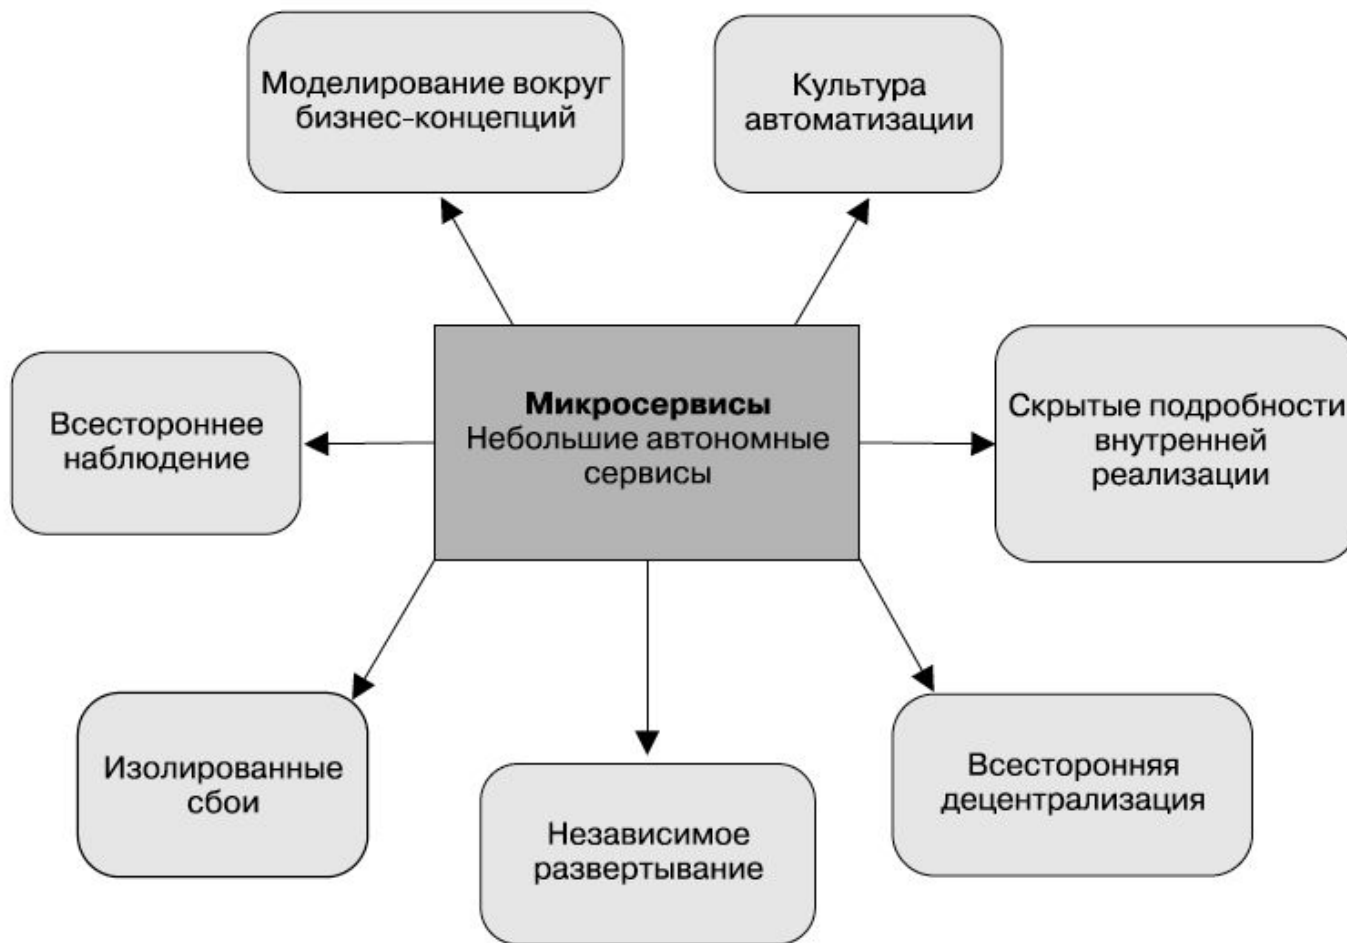 Моделирование вокруг
бизнес-концепций
Культура
автоматизации
Всестороннее
наблюдение
Микросервисы
Небольшие автономные
сервисы
Скрытые подробности
внутренней
реализации
Изолированные
сбои
Независимое
развертывание
Всесторонняя
децентрализация